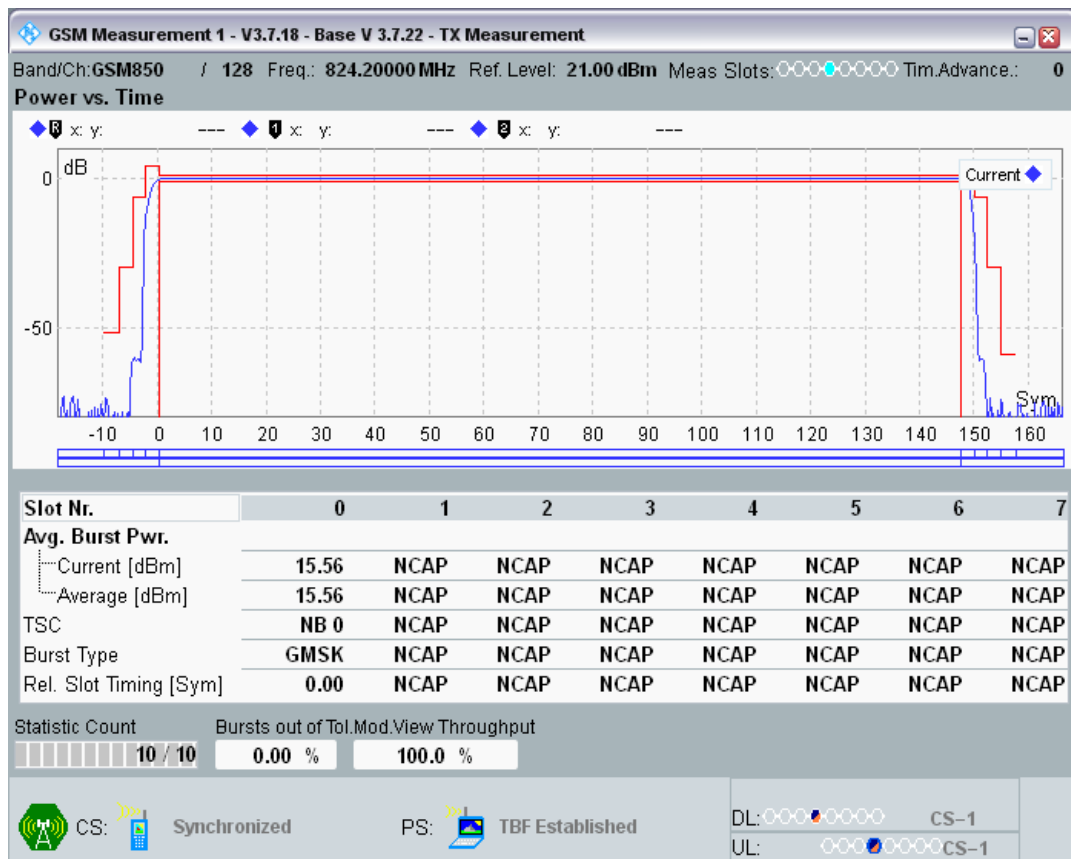 GSM Measurement 1 - V3.7.18 - Base V 3.7.22 - TX Measurement
Band/Ch:GSM850 / 128 Freq.: 824.20000 MHz Ref. Level: 21.00 dBm Meas Slots: Tim.Advance.: 0
Power vs. Time
R x: y: --- 1 x: y: --- 2 x: y: ---
dB
Current
0
-50
Sym
-10 0 10 20 30 40 50 60 70 80 90 100 110 120 130 140 150 160
Slot Nr. 0 1 2 3 4 5 6 7
Avg. Burst Pwr.
Current [dBm] 15.56 NCAP NCAP NCAP NCAP NCAP NCAP NCAP
Average [dBm] 15.56 NCAP NCAP NCAP NCAP NCAP NCAP NCAP
TSC NB 0 NCAP NCAP NCAP NCAP NCAP NCAP NCAP
Burst Type GMSK NCAP NCAP NCAP NCAP NCAP NCAP NCAP
Rel. Slot Timing [Sym] 0.00 NCAP NCAP NCAP NCAP NCAP NCAP NCAP
Statistic Count Bursts out of Tol.Mod.View Throughput
10 / 10 0.00 % 100.0 %
CS: Synchronized PS: TBF Established
DL: CS-1
UL: CS-1